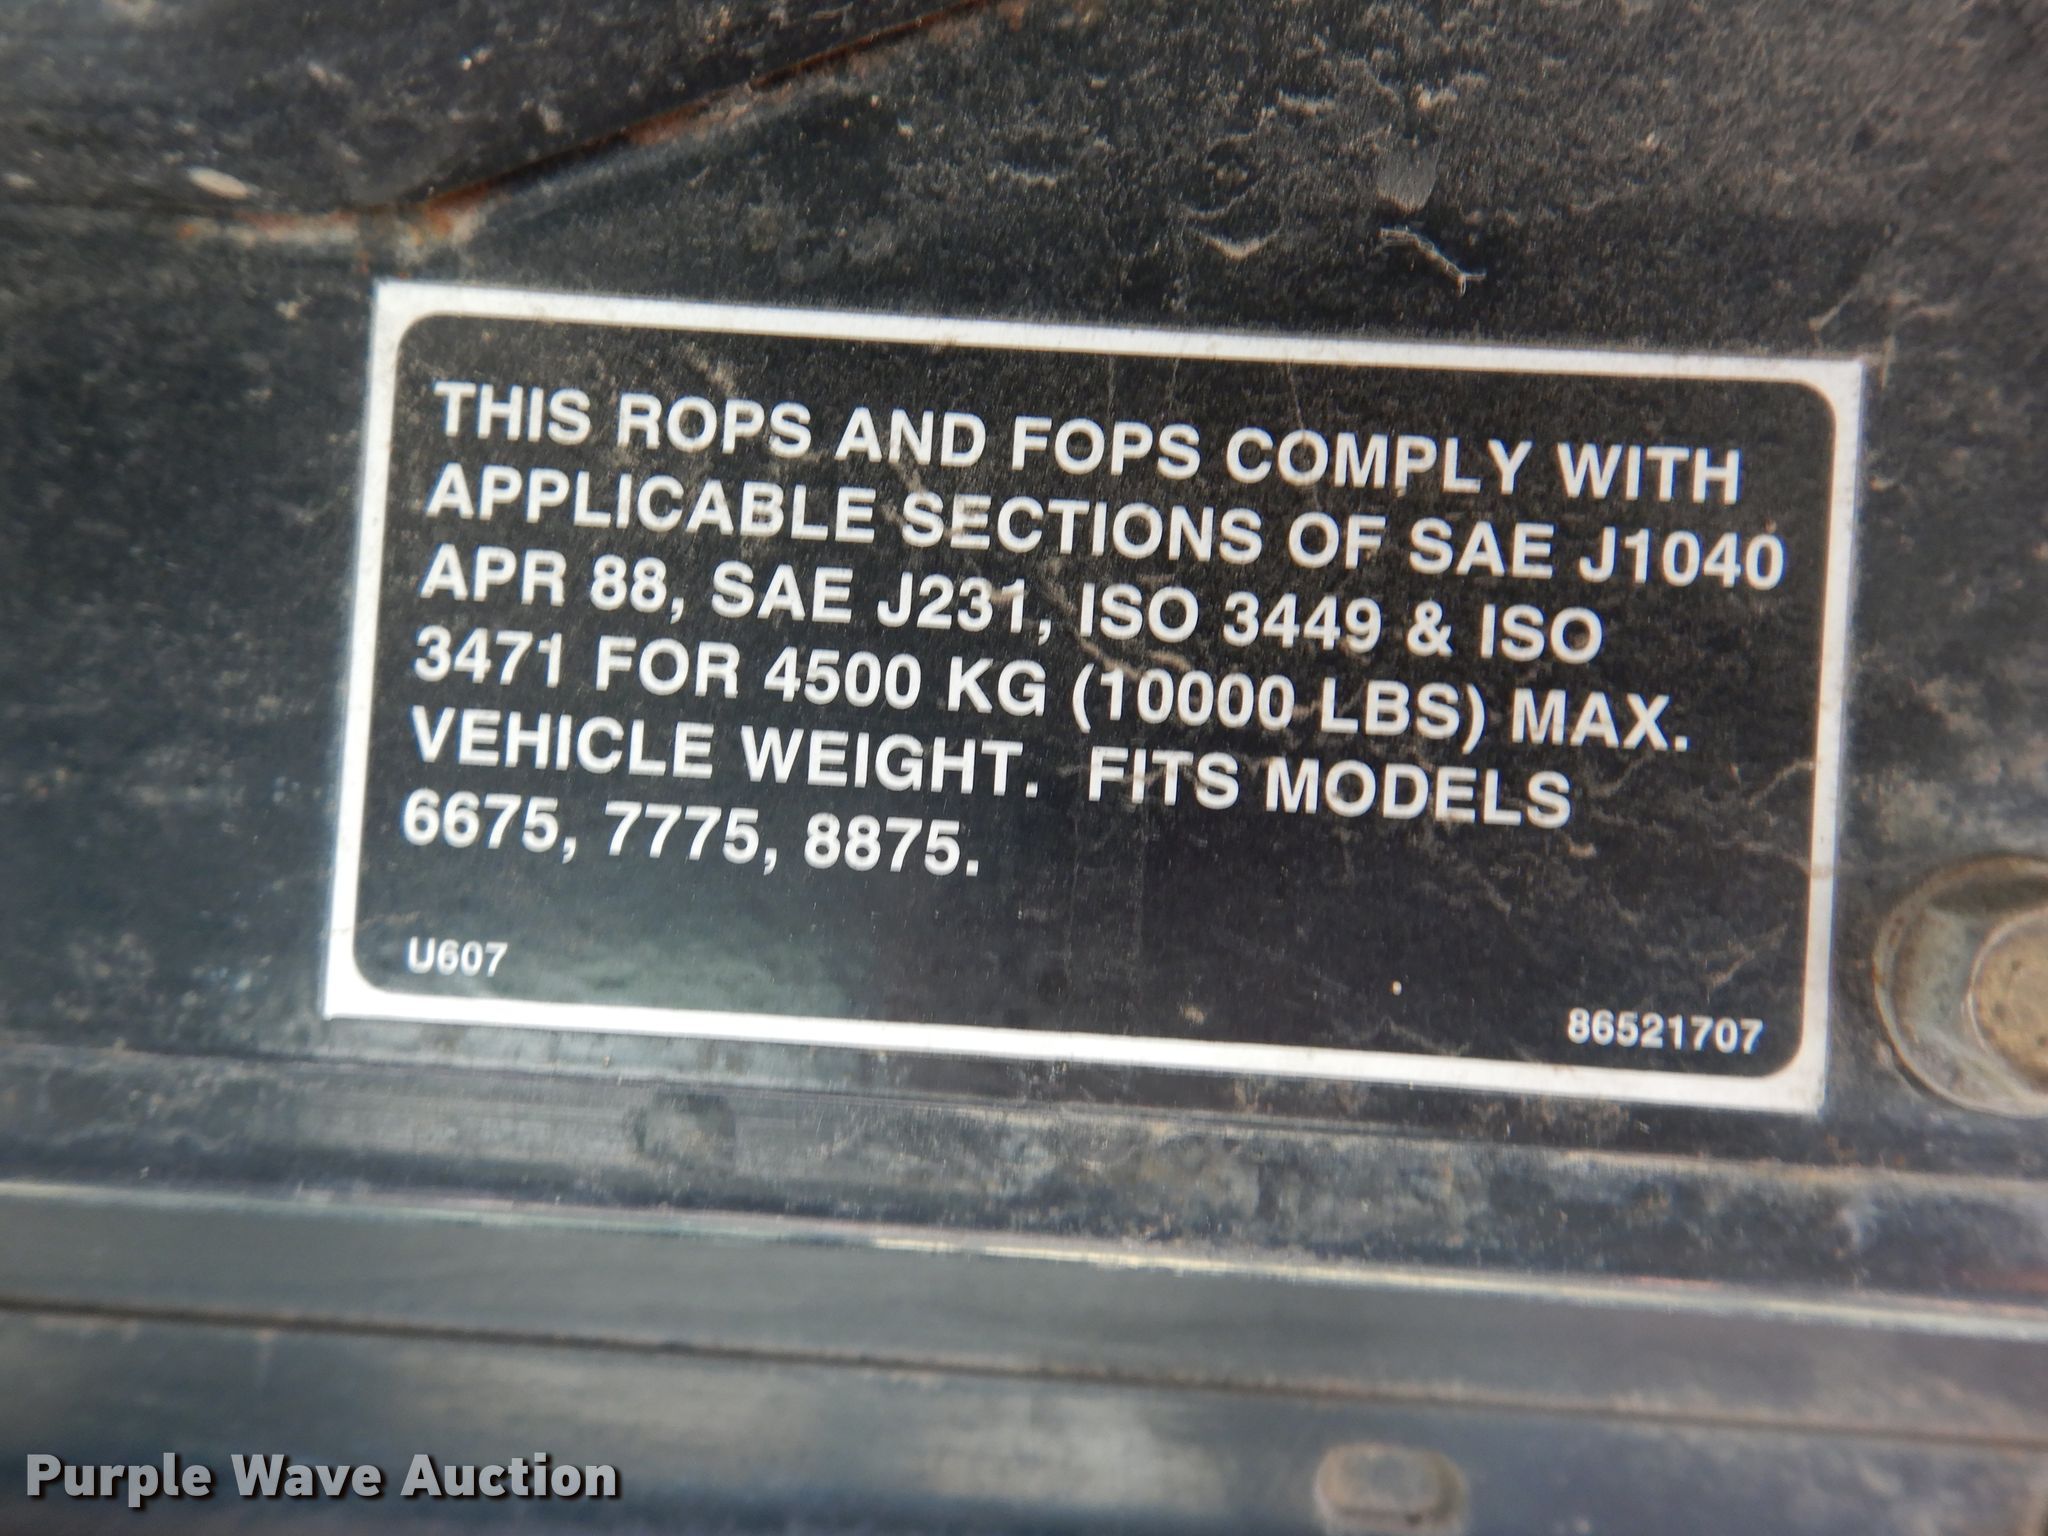 THIS ROPS AND FOPS COMPLY WITH
APPLICABLE SECTIONS OF SAE J1040
APR 88, SAE J231, ISO 3449 & ISO
3471 FOR 4500 KG (10000 LBS) MAX.
VEHICLE WEIGHT. FITS MODELS
6675, 7775, 8875.
U607
86521707
Purple Wave Auction